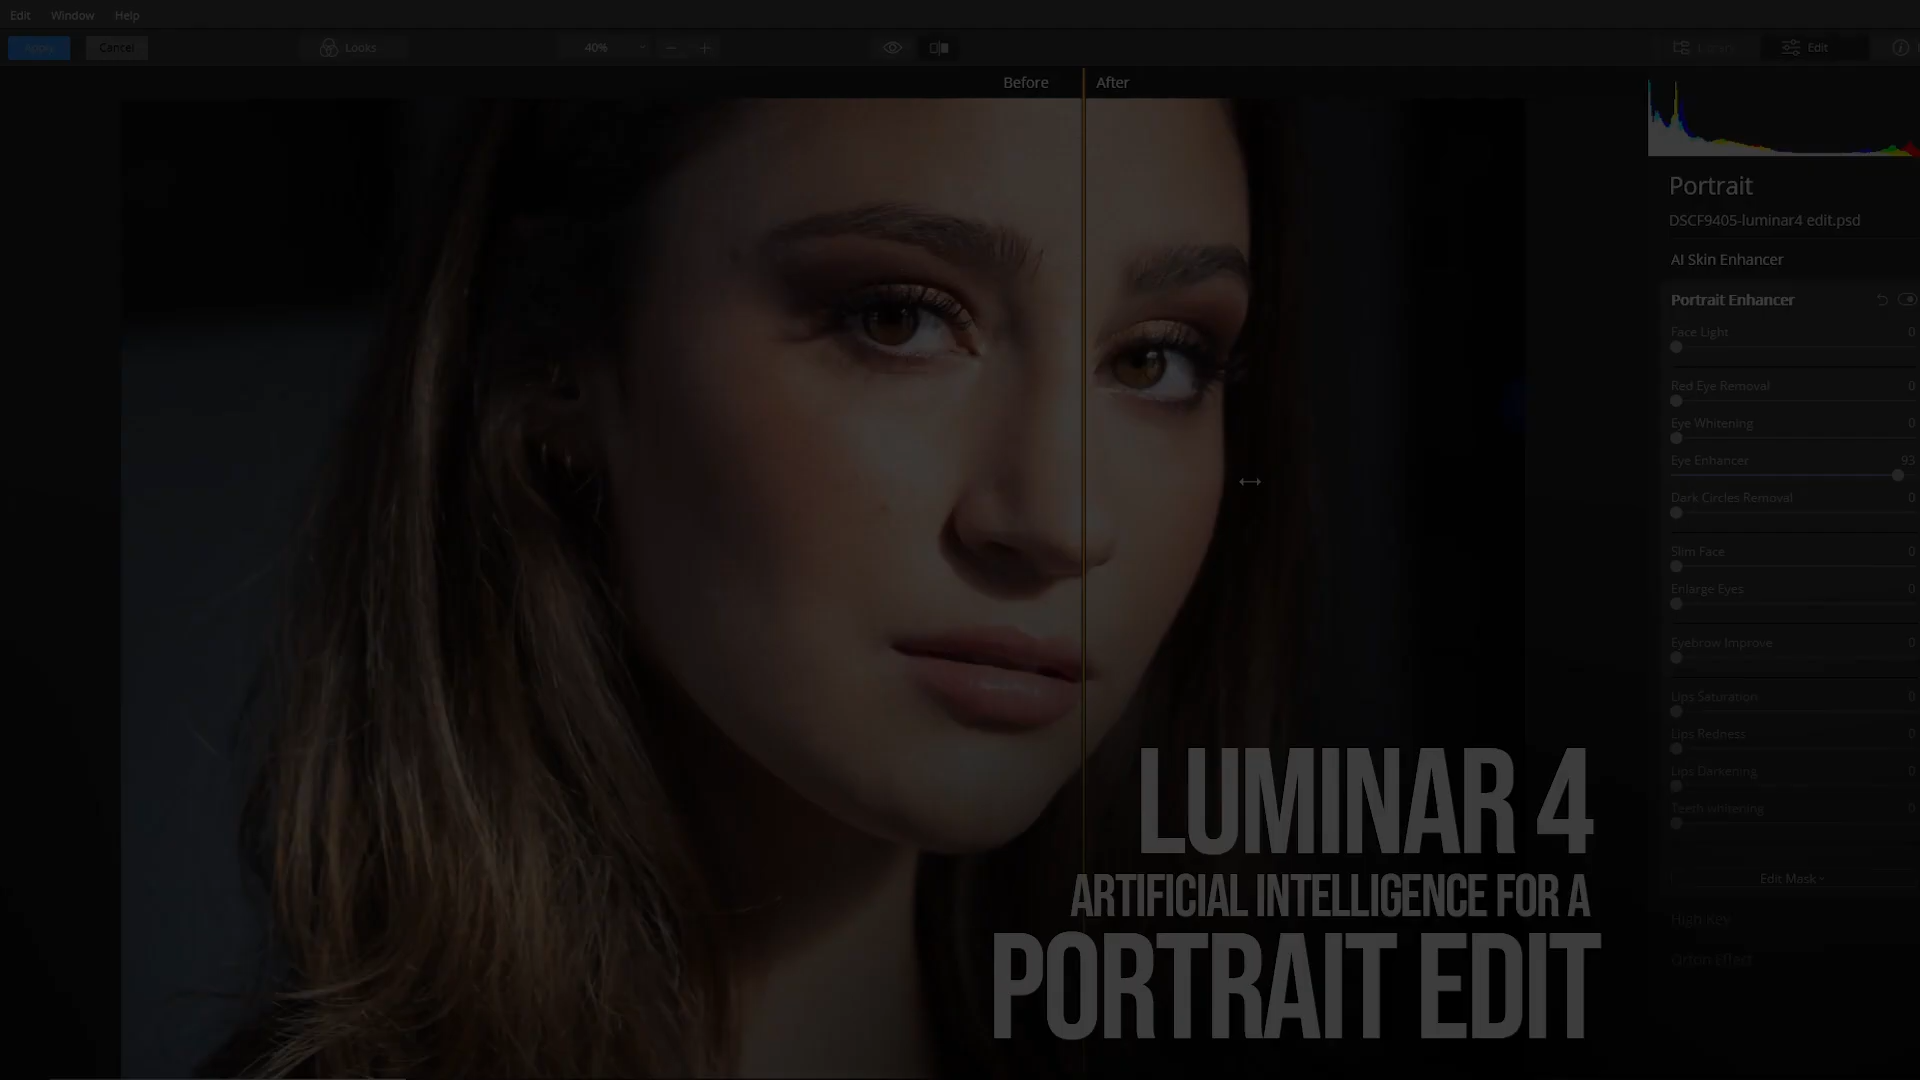 Edit Window Help
Apply Cancel Looks 40% Edit
Before After
Portrait
DSCF9405-luminar4 edit.psd
AI Skin Enhancer
Portrait Enhancer
Face Light 0
Red Eye Removal 0
Eye Whitening 0
Eye Enhancer 93
Dark Circles Removal 0
Slim Face 0
Enlarge Eyes 0
Eyebrow Improve 0
Lips Saturation 0
Lips Redness 0
Lips Darkening 0
Teeth whitening 0
Edit Mask
High Key
Orton Effect
LUMINAR 4
ARTIFICIAL INTELLIGENCE FOR A
PORTRAIT EDIT